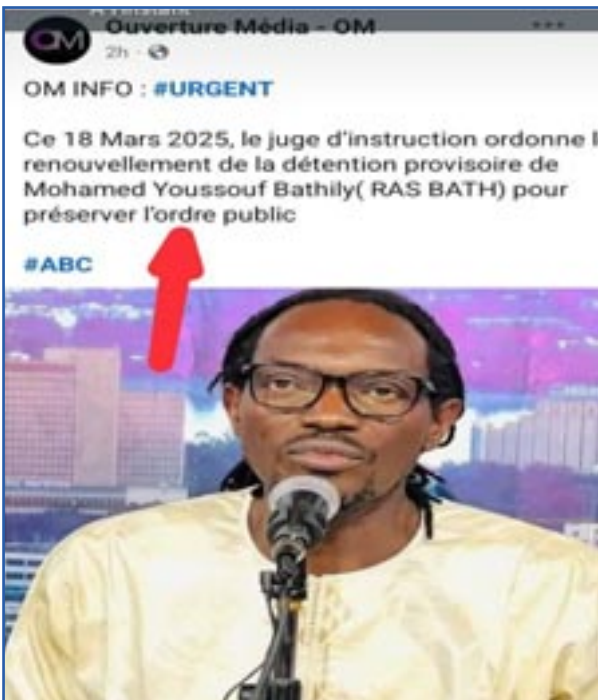 Ouverture Média - OM
OM
2h
OM INFO : #URGENT
Ce 18 Mars 2025, le juge d'instruction ordonne l
renouvellement de la détention provisoire de
Mohamed Youssouf Bathily( RAS BATH) pour
préserver l'ordre public
#ABC